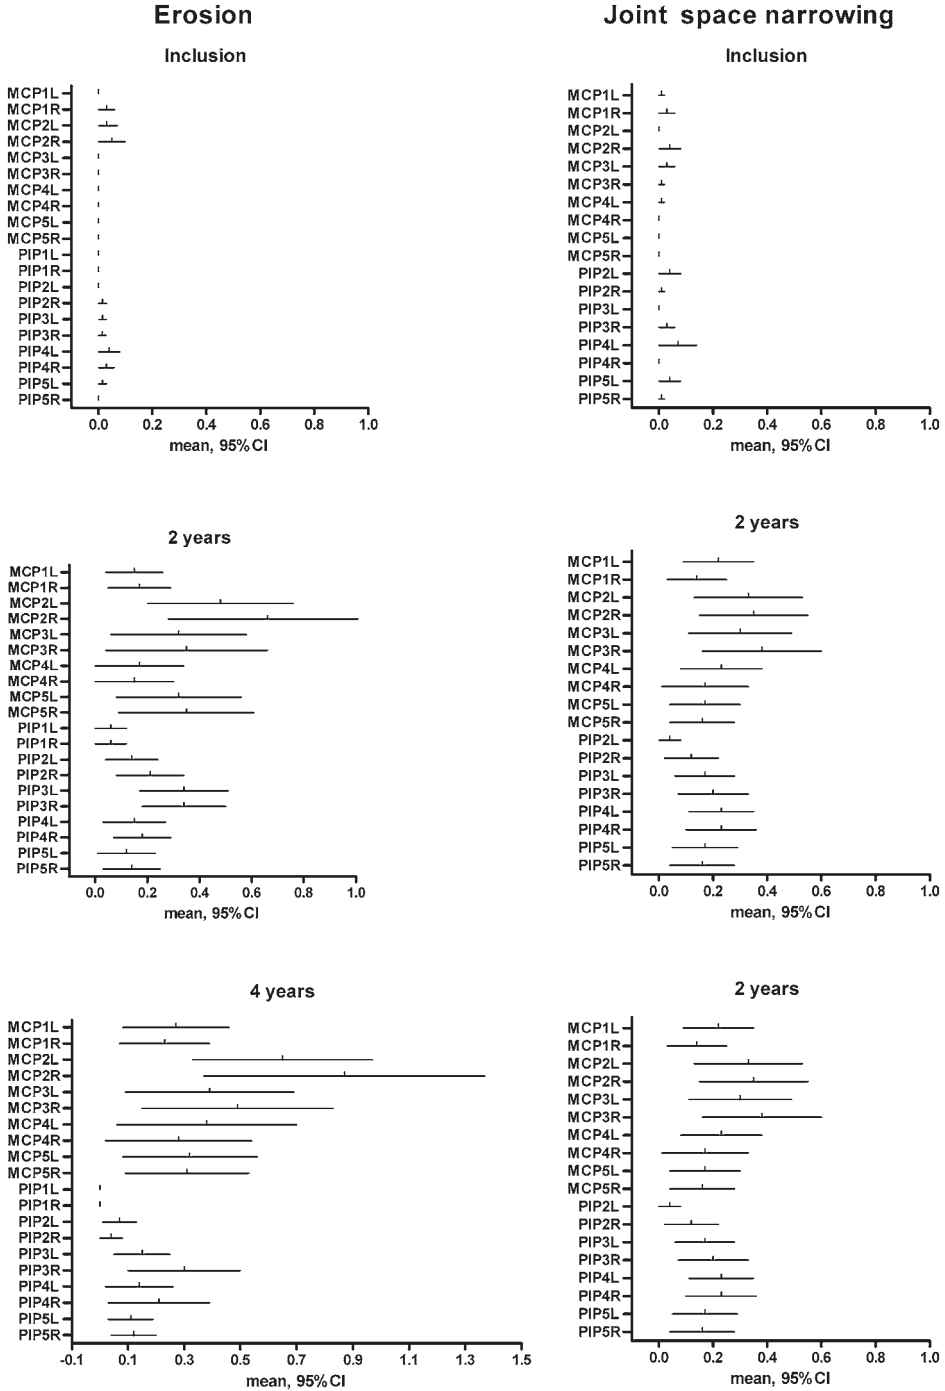 Erosion
Joint space narrowing
Inclusion
MCP1L
MCP1R
MCP2L
MCP2R
MCP3L
MCP3R
MCP4L
MCP4R
MCP5L
MCP5R
PIP1L
PIP1R
PIP2L
PIP2R
PIP3L
PIP3R
PIP4L
PIP4R
PIP5L
PIP5R
0.0 0.2 0.4 0.6 0.8 1.0
mean, 95% CI
Inclusion
MCP1L
MCP1R
MCP2L
MCP2R
MCP3L
MCP3R
MCP4L
MCP4R
MCP5L
MCP5R
PIP2L
PIP2R
PIP3L
PIP3R
PIP4L
PIP4R
PIP5L
PIP5R
0.0 0.2 0.4 0.6 0.8 1.0
mean, 95% CI
2 years
MCP1L
MCP1R
MCP2L
MCP2R
MCP3L
MCP3R
MCP4L
MCP4R
MCP5L
MCP5R
PIP1L
PIP1R
PIP2L
PIP2R
PIP3L
PIP3R
PIP4L
PIP4R
PIP5L
PIP5R
0.0 0.2 0.4 0.6 0.8 1.0
mean, 95% CI
2 years
MCP1L
MCP1R
MCP2L
MCP2R
MCP3L
MCP3R
MCP4L
MCP4R
MCP5L
MCP5R
PIP2L
PIP2R
PIP3L
PIP3R
PIP4L
PIP4R
PIP5L
PIP5R
0.0 0.2 0.4 0.6 0.8 1.0
mean, 95% CI
4 years
MCP1L
MCP1R
MCP2L
MCP2R
MCP3L
MCP3R
MCP4L
MCP4R
MCP5L
MCP5R
PIP1L
PIP1R
PIP2L
PIP2R
PIP3L
PIP3R
PIP4L
PIP4R
PIP5L
PIP5R
-0.1 0.1 0.3 0.5 0.7 0.9 1.1 1.3 1.5
mean, 95% CI
2 years
MCP1L
MCP1R
MCP2L
MCP2R
MCP3L
MCP3R
MCP4L
MCP4R
MCP5L
MCP5R
PIP2L
PIP2R
PIP3L
PIP3R
PIP4L
PIP4R
PIP5L
PIP5R
0.0 0.2 0.4 0.6 0.8 1.0
mean, 95% CI